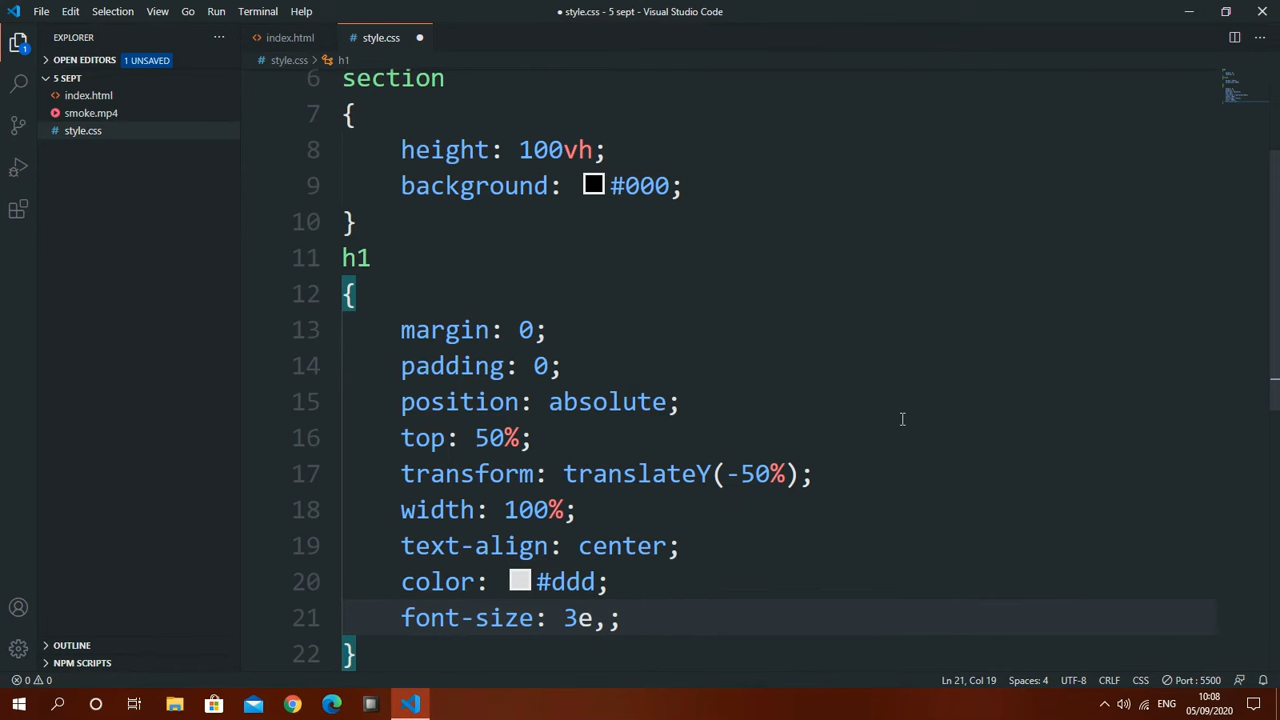 File Edit Selection View Go Run Terminal Help
● style.css - 5 sept - Visual Studio Code
EXPLORER ···
<> index.html
# style.css ●
OPEN EDITORS 1 UNSAVED
# style.css > h1
5 SEPT
<> index.html
smoke.mp4
# style.css
1
6 section
7 {
8 height: 100vh;
9 background: #000;
10 }
11 h1
12 {
13 margin: 0;
14 padding: 0;
15 position: absolute;
16 top: 50%;
17 transform: translateY(-50%);
18 width: 100%;
19 text-align: center;
20 color: #ddd;
21 font-size: 3e,;
22 }
OUTLINE
NPM SCRIPTS
0 0
Ln 21, Col 19 Spaces: 4 UTF-8 CRLF CSS Port : 5500
ENG
10:08
05/09/2020